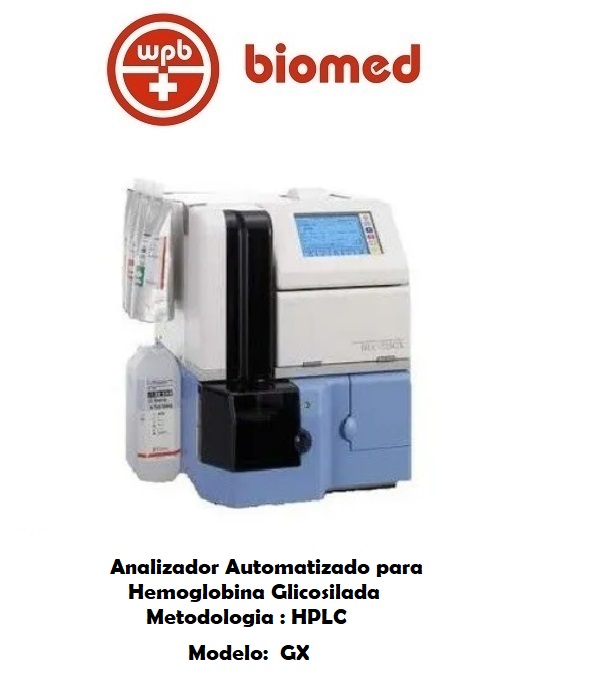 wpb
biomed
Analizador Automatizado para
Hemoglobina Glicosilada
Metodologia : HPLC
Modelo: GX